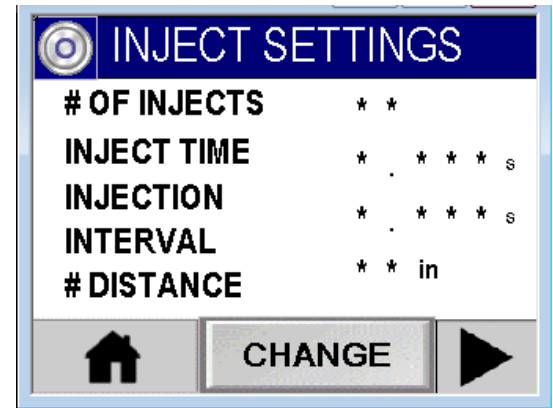 INJECT SETTINGS
# OF INJECTS * *
INJECT TIME *.*** s
INJECTION *.*** s
INTERVAL
# DISTANCE * * in
CHANGE